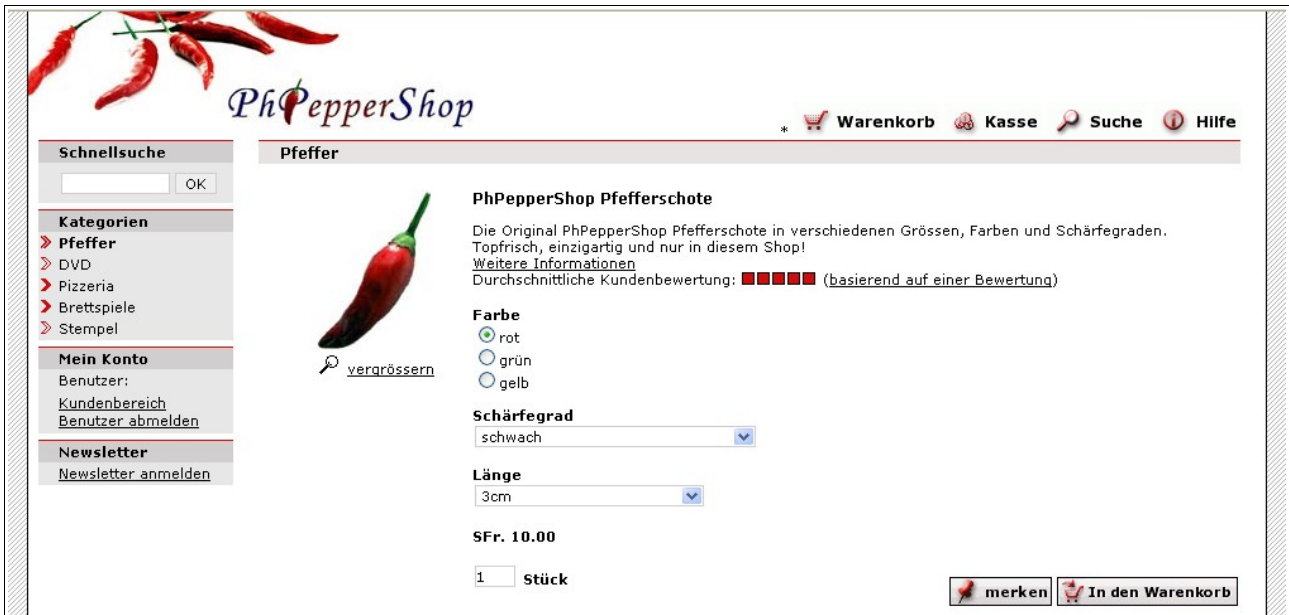 PhPepperShop
* Warenkorb Kasse Suche Hilfe
Schnellsuche
OK
Kategorien
Pfeffer
DVD
Pizzeria
Brettspiele
Stempel
Mein Konto
Benutzer:
Kundenbereich
Benutzer abmelden
Newsletter
Newsletter anmelden
Pfeffer
vergrössern
PhPepperShop Pfefferschote
Die Original PhPepperShop Pfefferschote in verschiedenen Grössen, Farben und Schärfegraden.
Topfrisch, einzigartig und nur in diesem Shop!
Weitere Informationen
Durchschnittliche Kundenbewertung: (basierend auf einer Bewertung)
Farbe
rot
grün
gelb
Schärfegrad
schwach
Länge
3cm
SFr. 10.00
1 Stück
merken In den Warenkorb